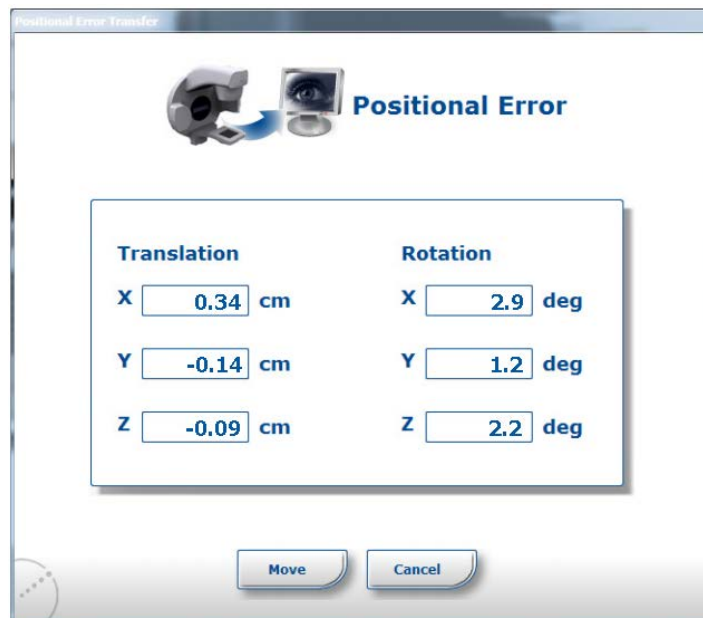 Positional Error Transfer
Positional Error
Translation
X 0.34 cm
Y -0.14 cm
Z -0.09 cm
Rotation
X 2.9 deg
Y 1.2 deg
Z 2.2 deg
Move
Cancel